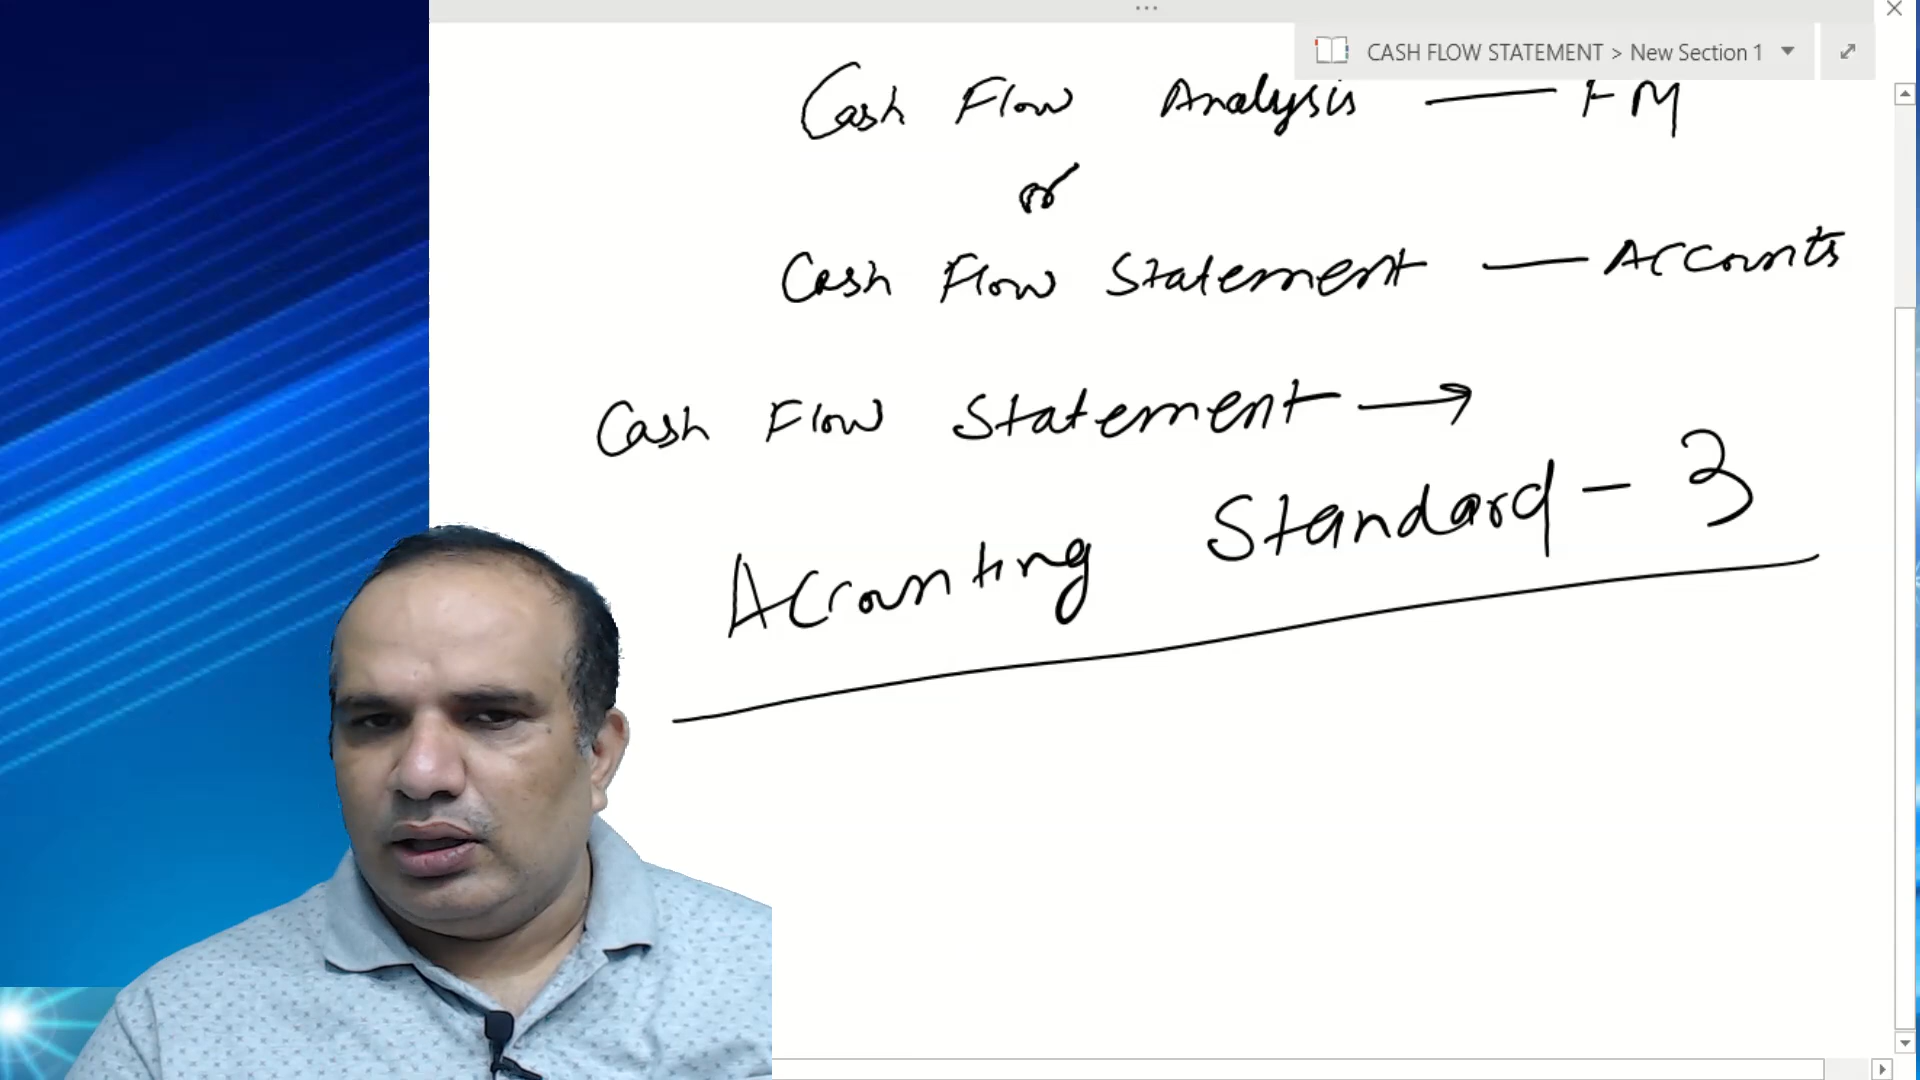 CASH FLOW STATEMENT > New Section 1
Cash Flow Analysis — FM
or
Cash Flow Statement — Accounts
Cash Flow Statement →
Accounting Standard - 3